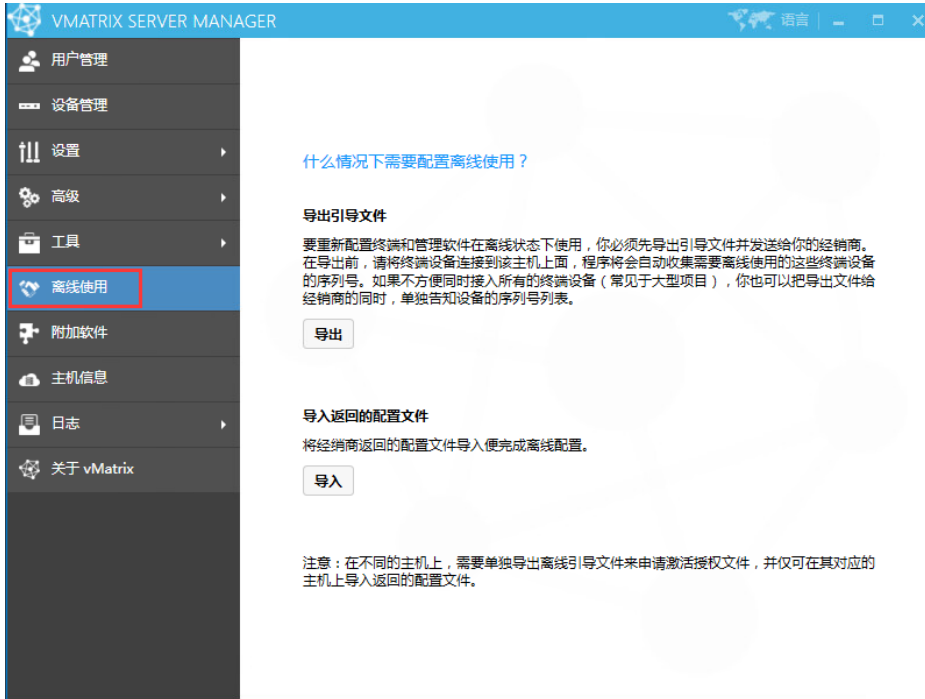 VMATRIX SERVER MANAGER
语言
用户管理
设备管理
设置
高级
工具
离线使用
附加软件
主机信息
日志
关于 vMatrix
什么情况下需要配置离线使用？
导出引导文件
要重新配置终端和管理软件在离线状态下使用，你必须先导出引导文件并发送给你的经销商。
在导出前，请将终端设备连接到该主机上面，程序将会自动收集需要离线使用的这些终端设备
的序列号。如果不方便同时接入所有的终端设备（常见于大型项目），你也可以把导出文件给
经销商的同时，单独告知设备的序列号列表。
导出
导入返回的配置文件
将经销商返回的配置文件导入便完成离线配置。
导入
注意：在不同的主机上，需要单独导出离线引导文件来申请激活授权文件，并仅可在其对应的
主机上导入返回的配置文件。